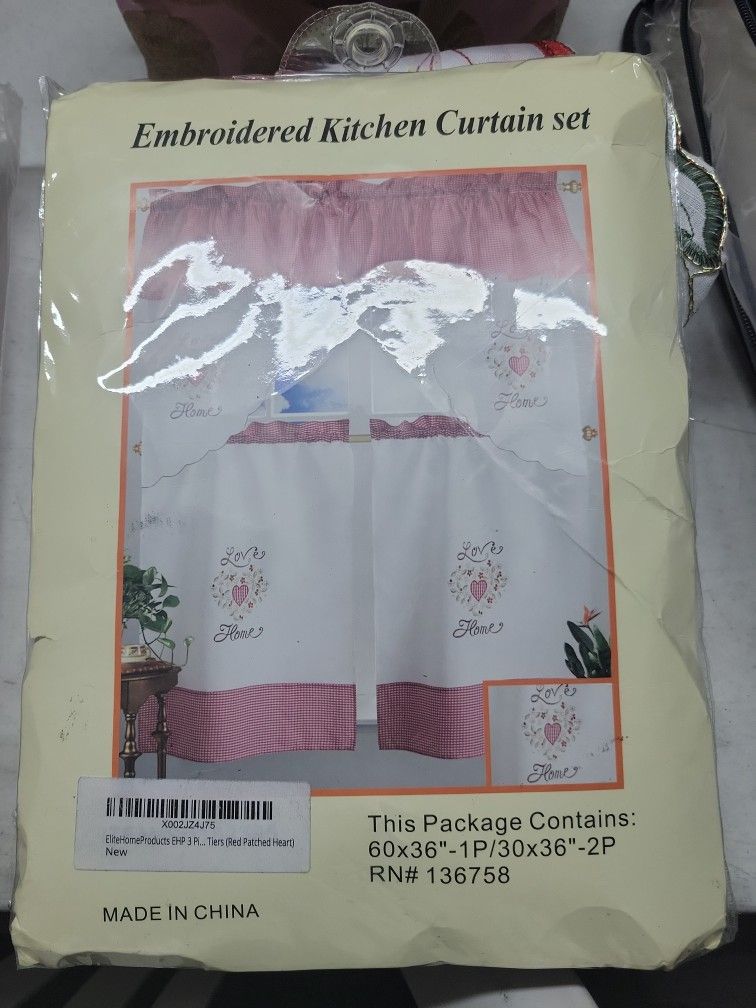 Embroidered Kitchen Curtain set
Love
Home
Home
Love
Home
Love
Home
Love
Home
X002JZ4J75
EliteHomeProducts EHP 3 Pi... Tiers (Red Patched Heart)
New
This Package Contains:
60x36"-1P/30x36"-2P
RN# 136758
MADE IN CHINA